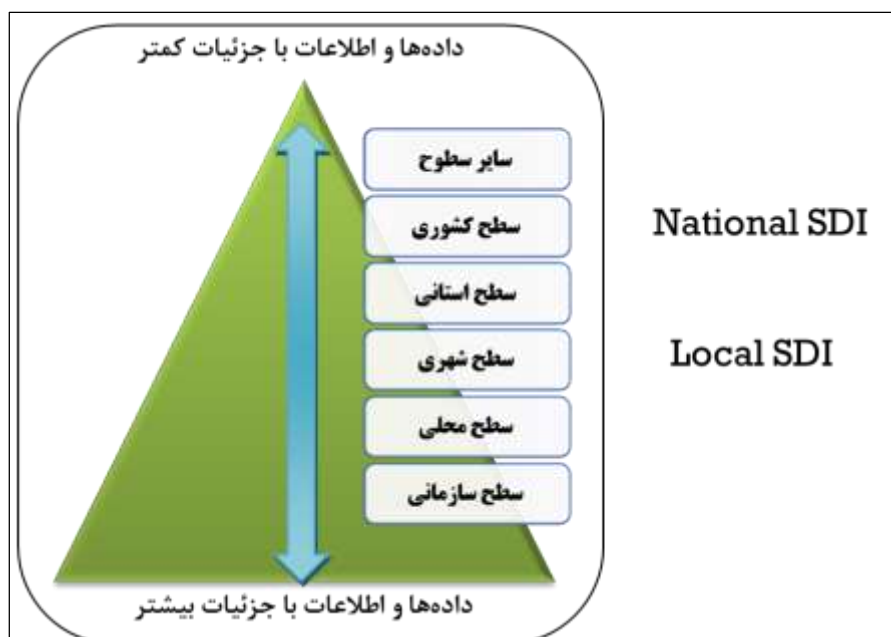 داده‌ها و اطلاعات با جزئیات کمتر
سایر سطوح
سطح کشوری
National SDI
سطح استانی
سطح شهری
Local SDI
سطح محلی
سطح سازمانی
داده‌ها و اطلاعات با جزئیات بیشتر